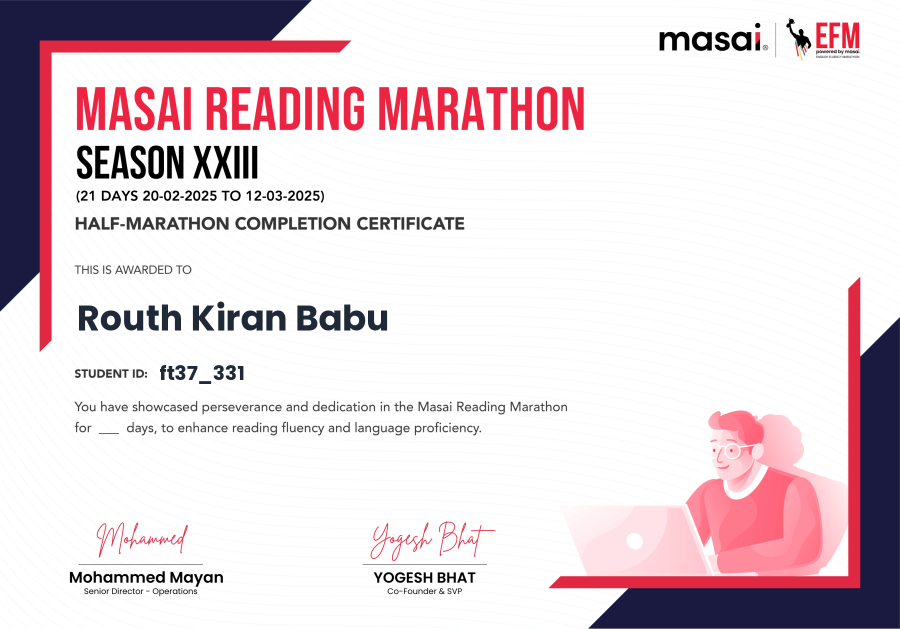 masai.
EFM
powered by masai.
ENGLISH FLUENCY MARATHON
MASAI READING MARATHON
SEASON XXIII
(21 DAYS 20-02-2025 TO 12-03-2025)
HALF-MARATHON COMPLETION CERTIFICATE
THIS IS AWARDED TO
Routh Kiran Babu
STUDENT ID: ft37_331
You have showcased perseverance and dedication in the Masai Reading Marathon
for ___ days, to enhance reading fluency and language proficiency.
Mohammed
Yogesh Bhat
Mohammed Mayan
YOGESH BHAT
Senior Director - Operations
Co-Founder & SVP